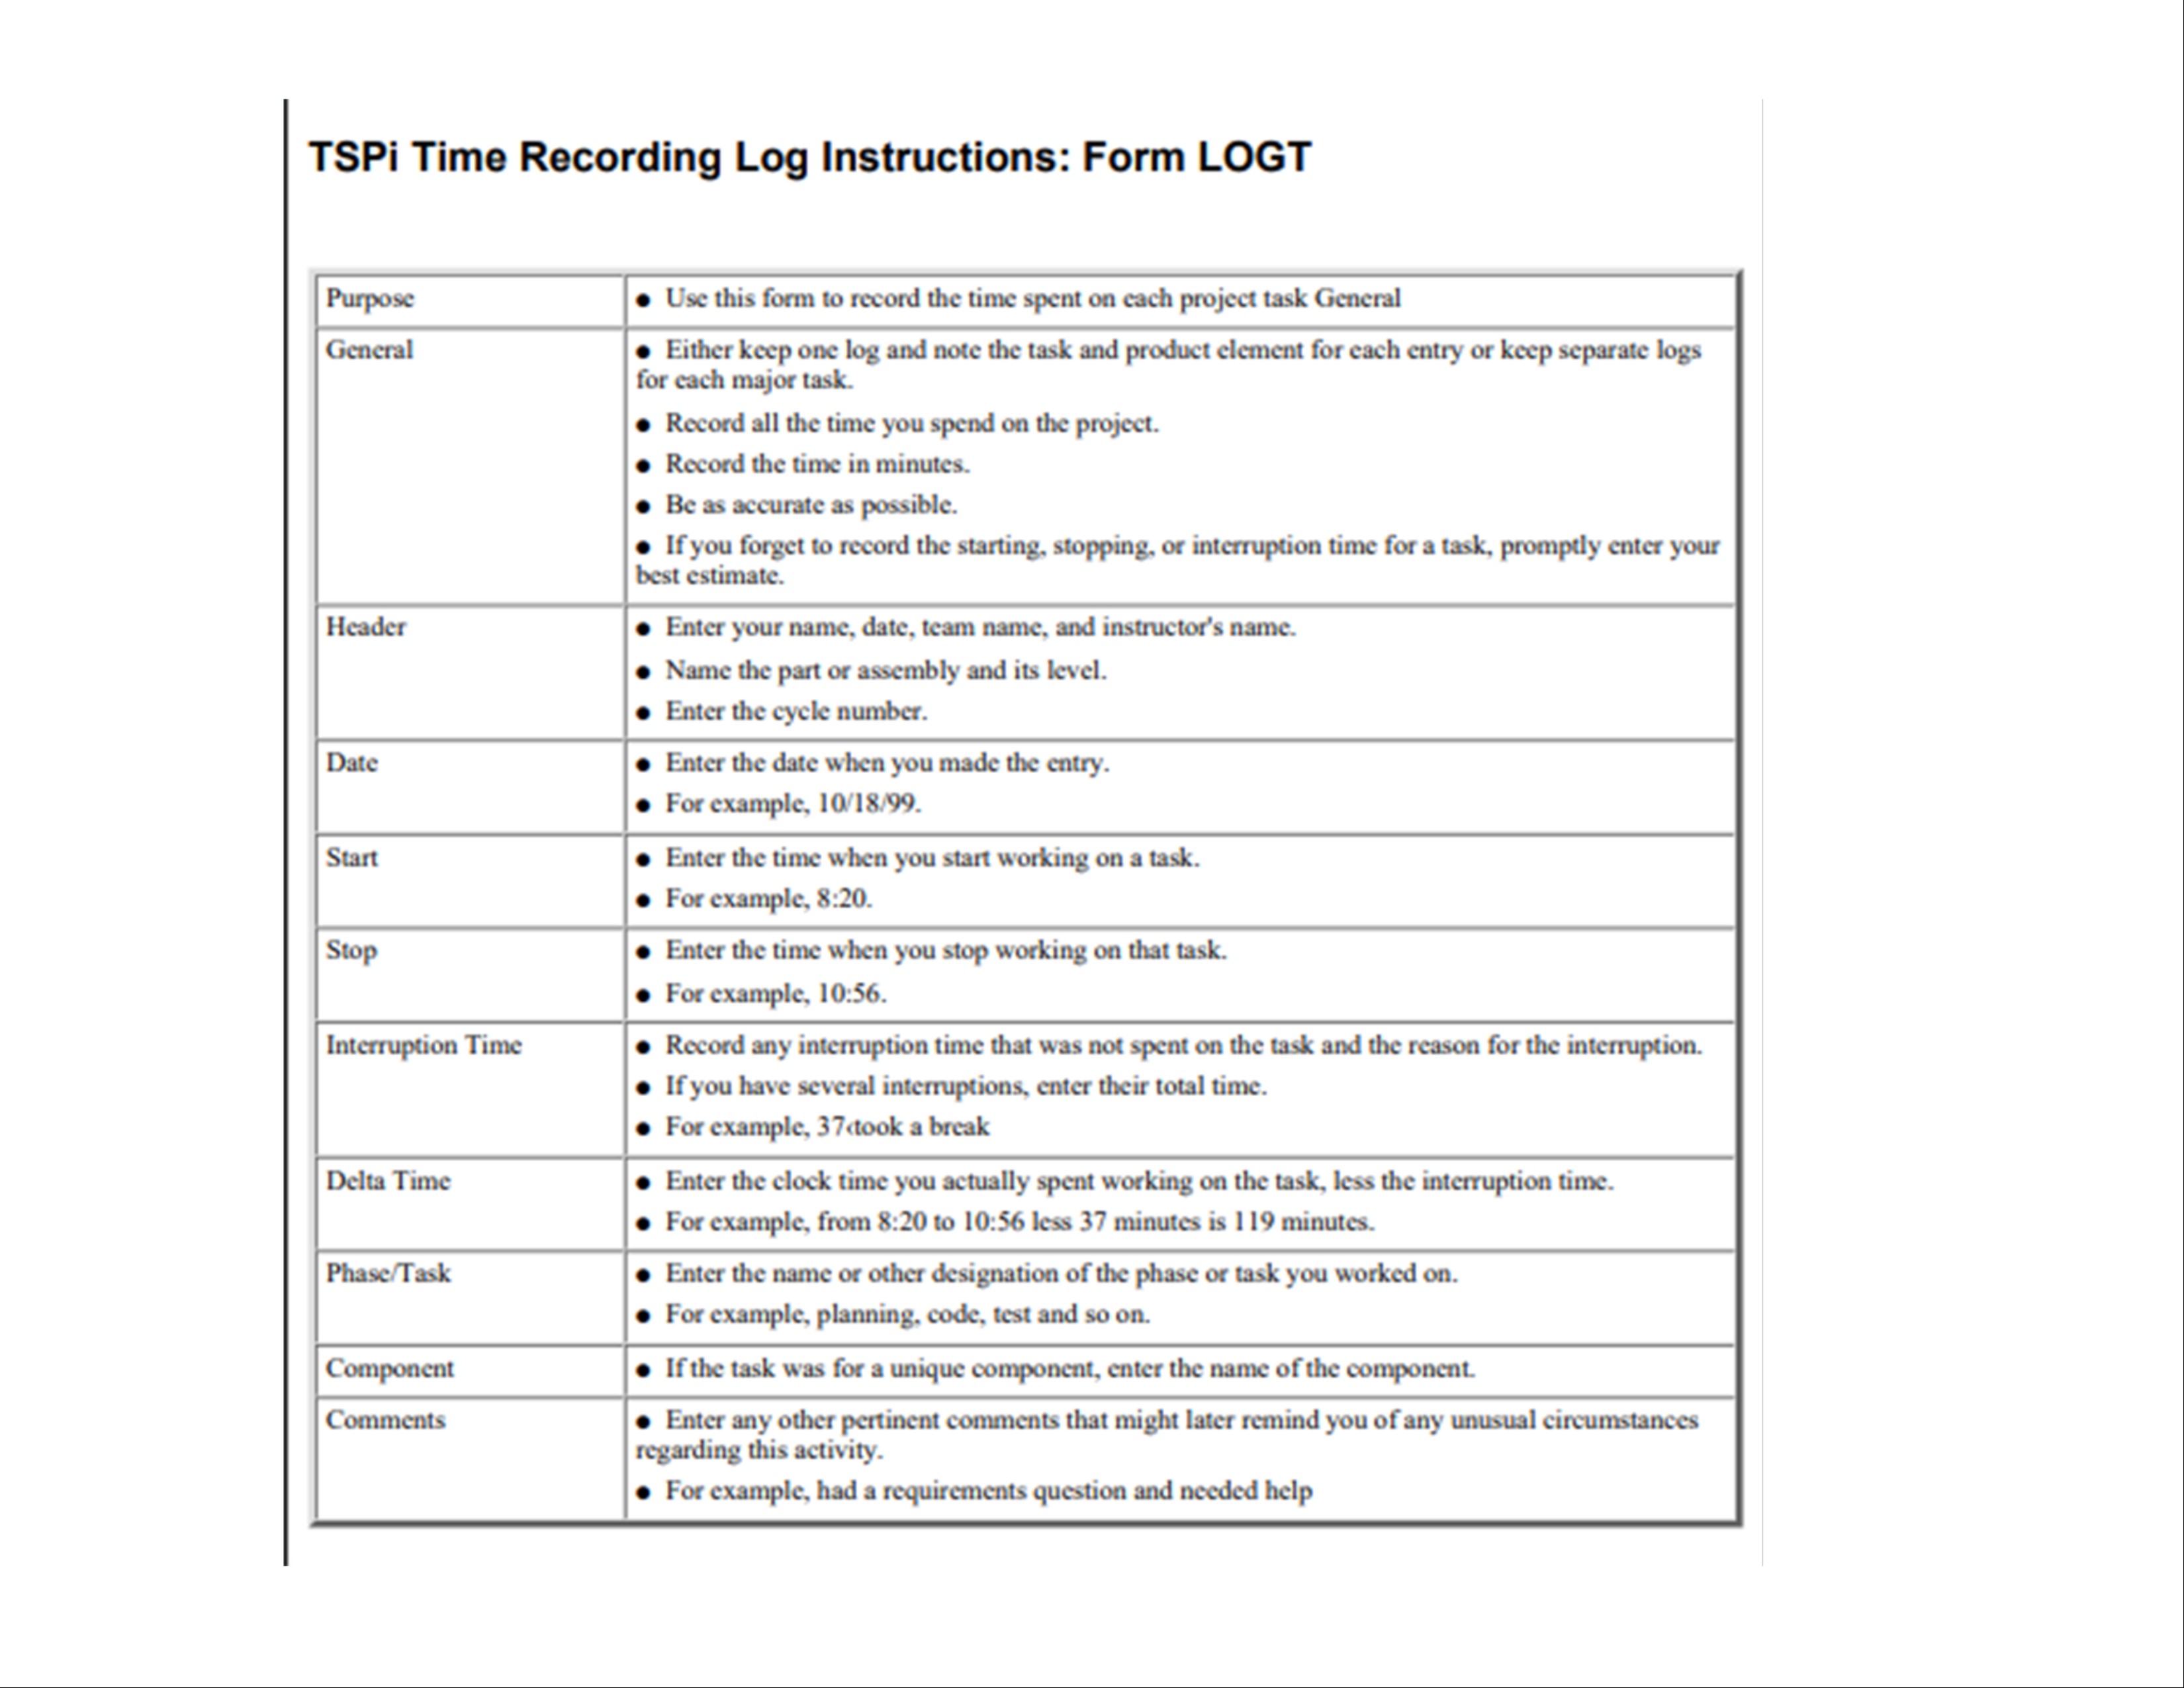 TSPi Time Recording Log Instructions: Form LOGT
Purpose
● Use this form to record the time spent on each project task General
General
● Either keep one log and note the task and product element for each entry or keep separate logs
for each major task.
● Record all the time you spend on the project.
● Record the time in minutes.
● Be as accurate as possible.
● If you forget to record the starting, stopping, or interruption time for a task, promptly enter your
best estimate.
Header
● Enter your name, date, team name, and instructor's name.
● Name the part or assembly and its level.
● Enter the cycle number.
Date
● Enter the date when you made the entry.
● For example, 10/18/99.
Start
● Enter the time when you start working on a task.
● For example, 8:20.
Stop
● Enter the time when you stop working on that task.
● For example, 10:56.
Interruption Time
● Record any interruption time that was not spent on the task and the reason for the interruption.
● If you have several interruptions, enter their total time.
● For example, 37‹took a break
Delta Time
● Enter the clock time you actually spent working on the task, less the interruption time.
● For example, from 8:20 to 10:56 less 37 minutes is 119 minutes.
Phase/Task
● Enter the name or other designation of the phase or task you worked on.
● For example, planning, code, test and so on.
Component
● If the task was for a unique component, enter the name of the component.
Comments
● Enter any other pertinent comments that might later remind you of any unusual circumstances
regarding this activity.
● For example, had a requirements question and needed help